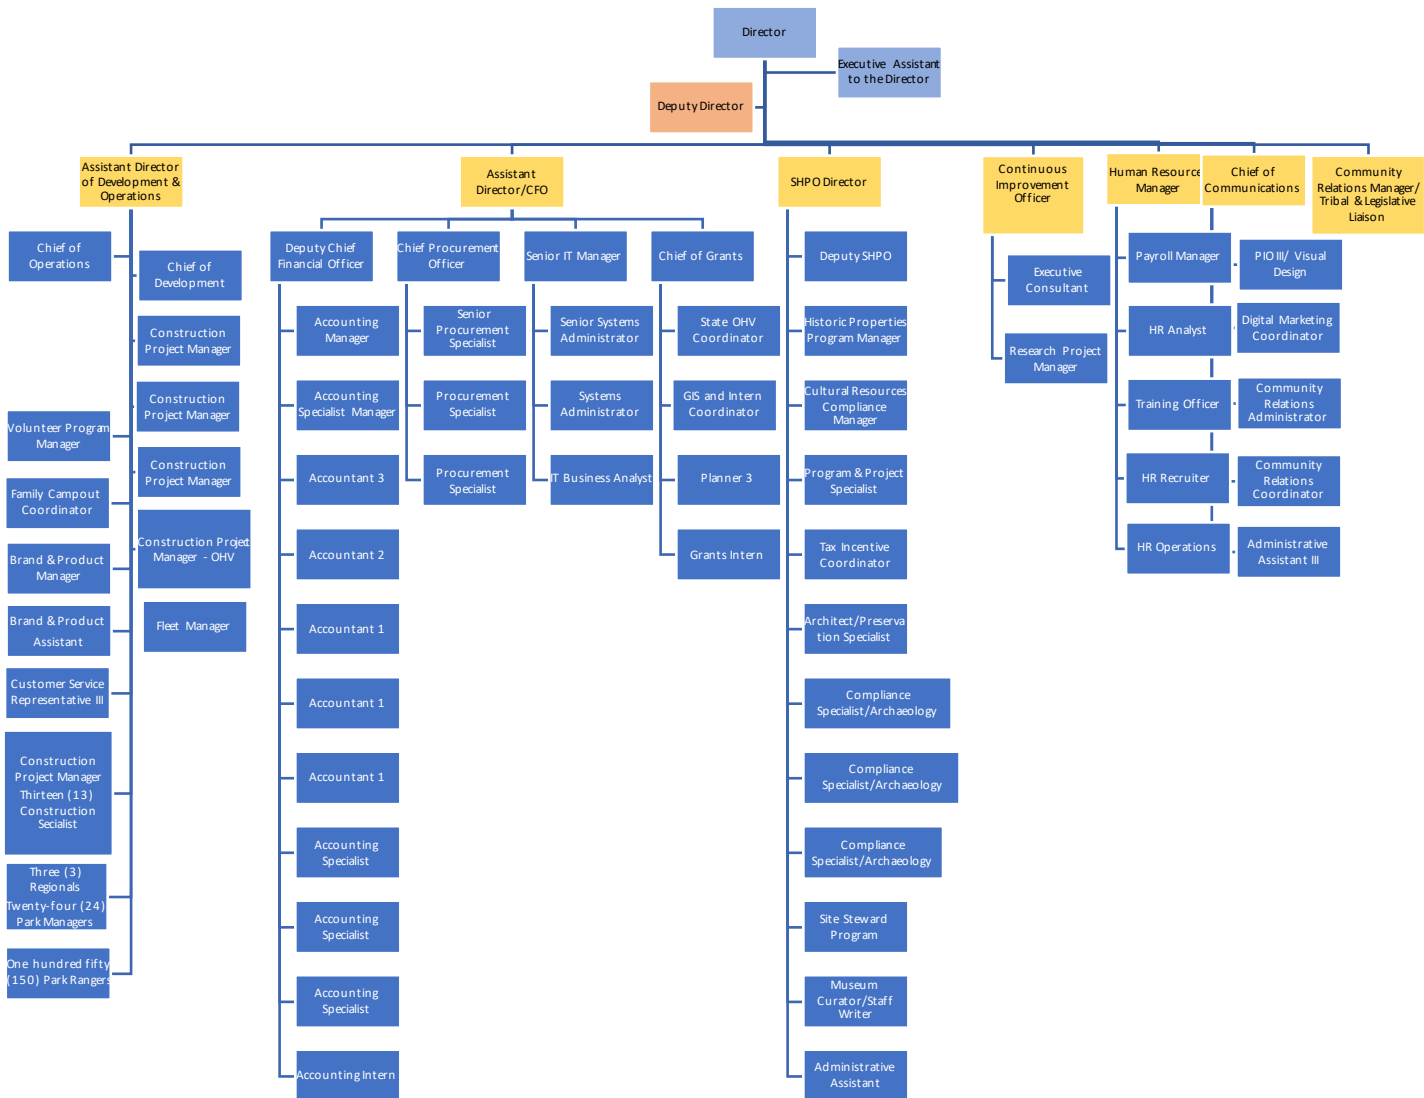 Director
Executive Assistant
to the Director
Deputy Director
Assistant Director
of Development &
Operations
Assistant
Director/CFO
SHPO Director
Continuous
Improvement
Officer
Human Resource
Manager
Chief of
Communications
Community
Relations Manager/
Tribal & Legislative
Liaison
Chief of
Operations
Chief of
Development
Construction
Project Manager
Construction
Project Manager
Volunteer Program
Manager
Construction
Project Manager
Family Campout
Coordinator
Construction Project
Manager - OHV
Brand & Product
Manager
Fleet Manager
Brand & Product
Assistant
Customer Service
Representative III
Construction
Project Manager
Thirteen (13)
Construction
Secialist
Three (3)
Regionals
Twenty-four (24)
Park Managers
One hundred fifty
(150) Park Rangers
Deputy Chief
Financial Officer
Accounting
Manager
Accounting
Specialist Manager
Accountant 3
Accountant 2
Accountant 1
Accountant 1
Accountant 1
Accounting
Specialist
Accounting
Specialist
Accounting
Specialist
Accounting Intern
Chief Procurement
Officer
Senior
Procurement
Specialist
Procurement
Specialist
Procurement
Specialist
Senior IT Manager
Senior Systems
Administrator
Systems
Administrator
IT Business Analyst
Chief of Grants
State OHV
Coordinator
GIS and Intern
Coordinator
Planner 3
Grants Intern
Deputy SHPO
Historic Properties
Program Manager
Cultural Resources
Compliance
Manager
Program & Project
Specialist
Tax Incentive
Coordinator
Architect/Preserva
tion Specialist
Compliance
Specialist/Archaeology
Compliance
Specialist/Archaeology
Compliance
Specialist/Archaeology
Site Steward
Program
Museum
Curator/Staff
Writer
Administrative
Assistant
Executive
Consultant
Research Project
Manager
Payroll Manager
HR Analyst
Training Officer
HR Recruiter
HR Operations
PIO III/ Visual
Design
Digital Marketing
Coordinator
Community
Relations
Administrator
Community
Relations
Coordinator
Administrative
Assistant III